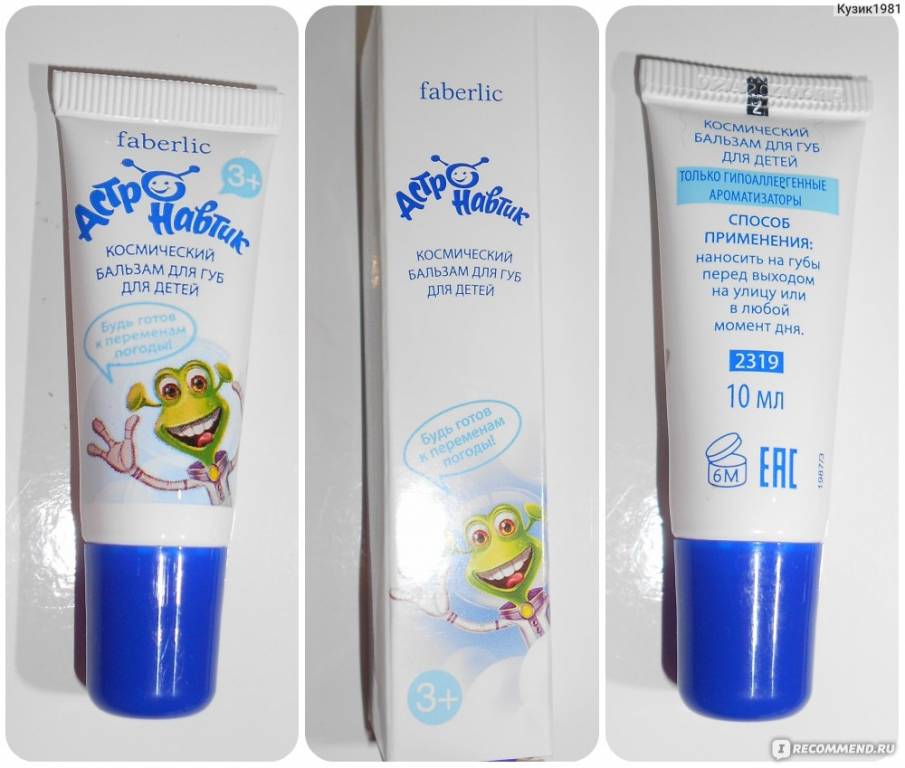 Кузик1981
faberlic
3+
Астро
Навтик
КОСМИЧЕСКИЙ
БАЛЬЗАМ ДЛЯ ГУБ
ДЛЯ ДЕТЕЙ
Будь готов
к переменам
погоды!
faberlic
Астро
Навтик
КОСМИЧЕСКИЙ
БАЛЬЗАМ ДЛЯ ГУБ
ДЛЯ ДЕТЕЙ
Будь готов
к переменам
погоды!
3+
КОСМИЧЕСКИЙ
БАЛЬЗАМ ДЛЯ ГУБ
ДЛЯ ДЕТЕЙ
ТОЛЬКО ГИПОАЛЛЕРГЕННЫЕ
АРОМАТИЗАТОРЫ
СПОСОБ
ПРИМЕНЕНИЯ:
наносить на губы
перед выходом
на улицу или
в любой
момент дня.
2319
10 мл
6M
EAC
1987/3
IRECOMMEND.RU